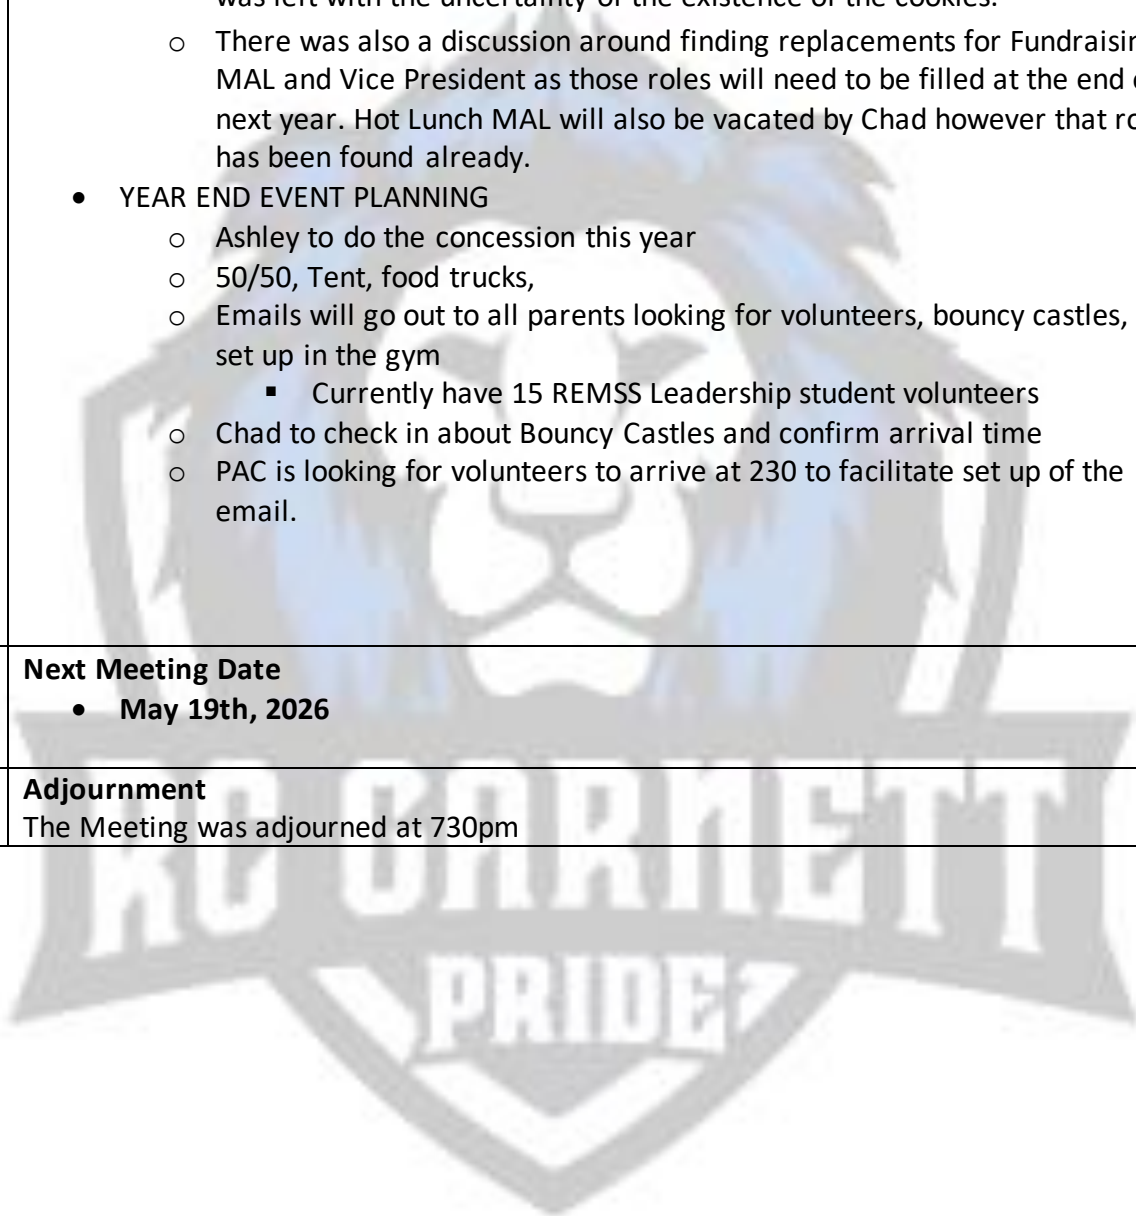 was left with the uncertainty of the existence of the cookies.
o There was also a discussion around finding replacements for Fundraisin
MAL and Vice President as those roles will need to be filled at the end
next year. Hot Lunch MAL will also be vacated by Chad however that ro
has been found already.
• YEAR END EVENT PLANNING
o Ashley to do the concession this year
o 50/50, Tent, food trucks,
o Emails will go out to all parents looking for volunteers, bouncy castles,
set up in the gym
▪ Currently have 15 REMSS Leadership student volunteers
o Chad to check in about Bouncy Castles and confirm arrival time
o PAC is looking for volunteers to arrive at 230 to facilitate set up of the
email.
Next Meeting Date
• May 19th, 2026
Adjournment
The Meeting was adjourned at 730pm
KC GARNETT
PRIDE